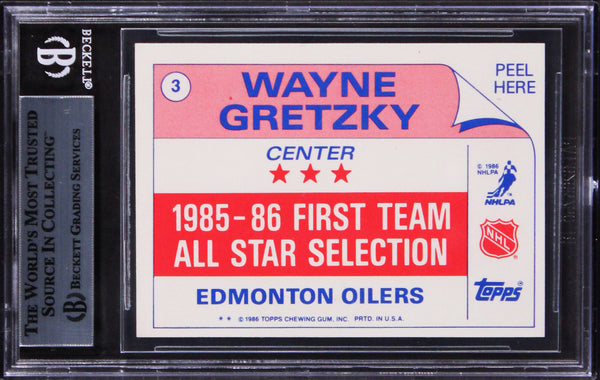 3
WAYNE
GRETZKY
PEEL
HERE
CENTER
★ ★ ★
1985-86 FIRST TEAM
ALL STAR SELECTION
EDMONTON OILERS
* * © 1986 TOPPS CHEWING GUM, INC. PRTD. IN U.S.A.
© 1986
NHLPA
NHLPA
NHL
topps
B
BECKETT®
THE WORLD'S MOST TRUSTED
SOURCE IN COLLECTING™
BECKETT GRADING SERVICES
B